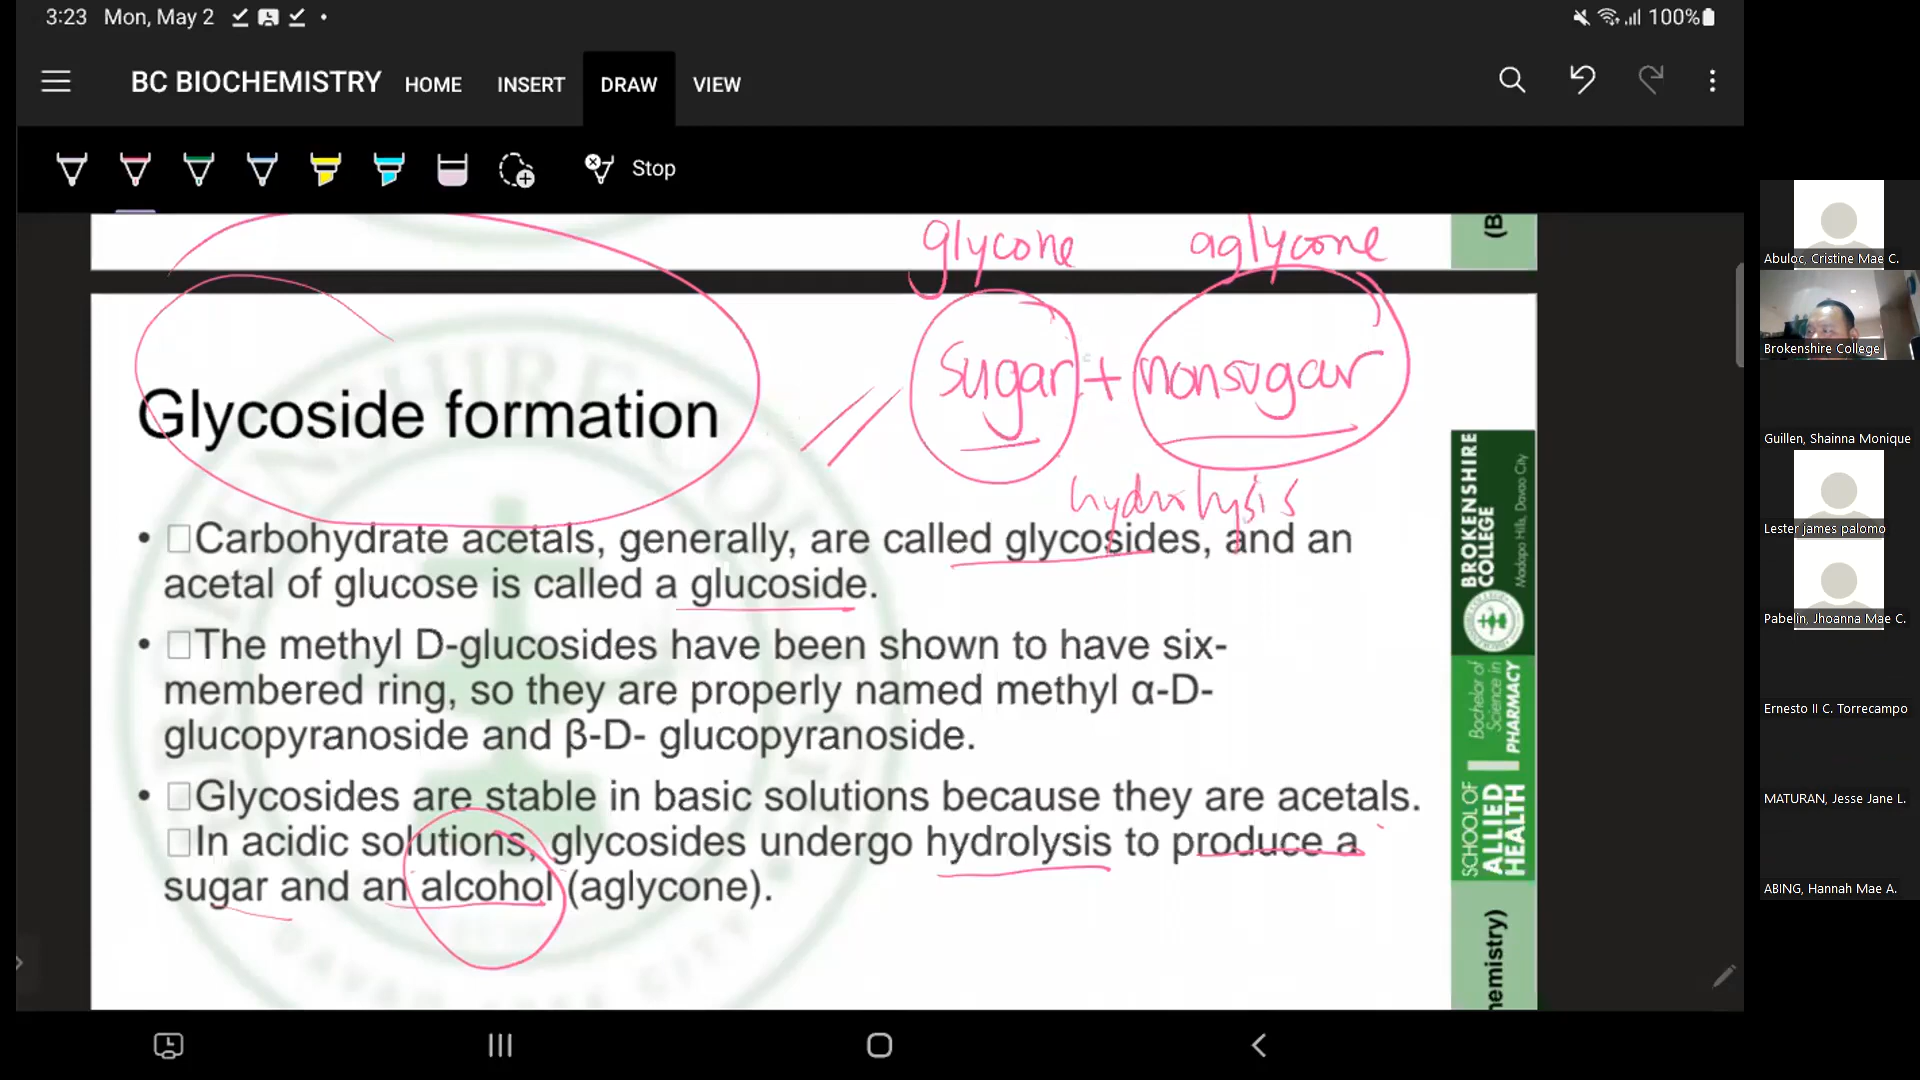 3:23 Mon, May 2
100%
BC BIOCHEMISTRY HOME INSERT DRAW VIEW
Stop
glycone aglycone
sugar + nonsugar
hydrolysis
Glycoside formation
• Carbohydrate acetals, generally, are called glycosides, and an
acetal of glucose is called a glucoside.
• The methyl D-glucosides have been shown to have six-
membered ring, so they are properly named methyl α-D-
glucopyranoside and β-D- glucopyranoside.
• Glycosides are stable in basic solutions because they are acetals.
In acidic solutions, glycosides undergo hydrolysis to produce a
sugar and an alcohol (aglycone).
(B
BROKENSHIRE
COLLEGE
Madapo Hills, Davao City
SCHOOL OF
ALLIED
HEALTH
Bachelor of
Science in
PHARMACY
hemistry)
DAVAO CITY
Abuloc, Cristine Mae C.
Brokenshire College
Guillen, Shainna Monique
Lester james palomo
Pabelin, Jhoanna Mae C.
Ernesto II C. Torrecampo
MATURAN, Jesse Jane L.
ABING, Hannah Mae A.